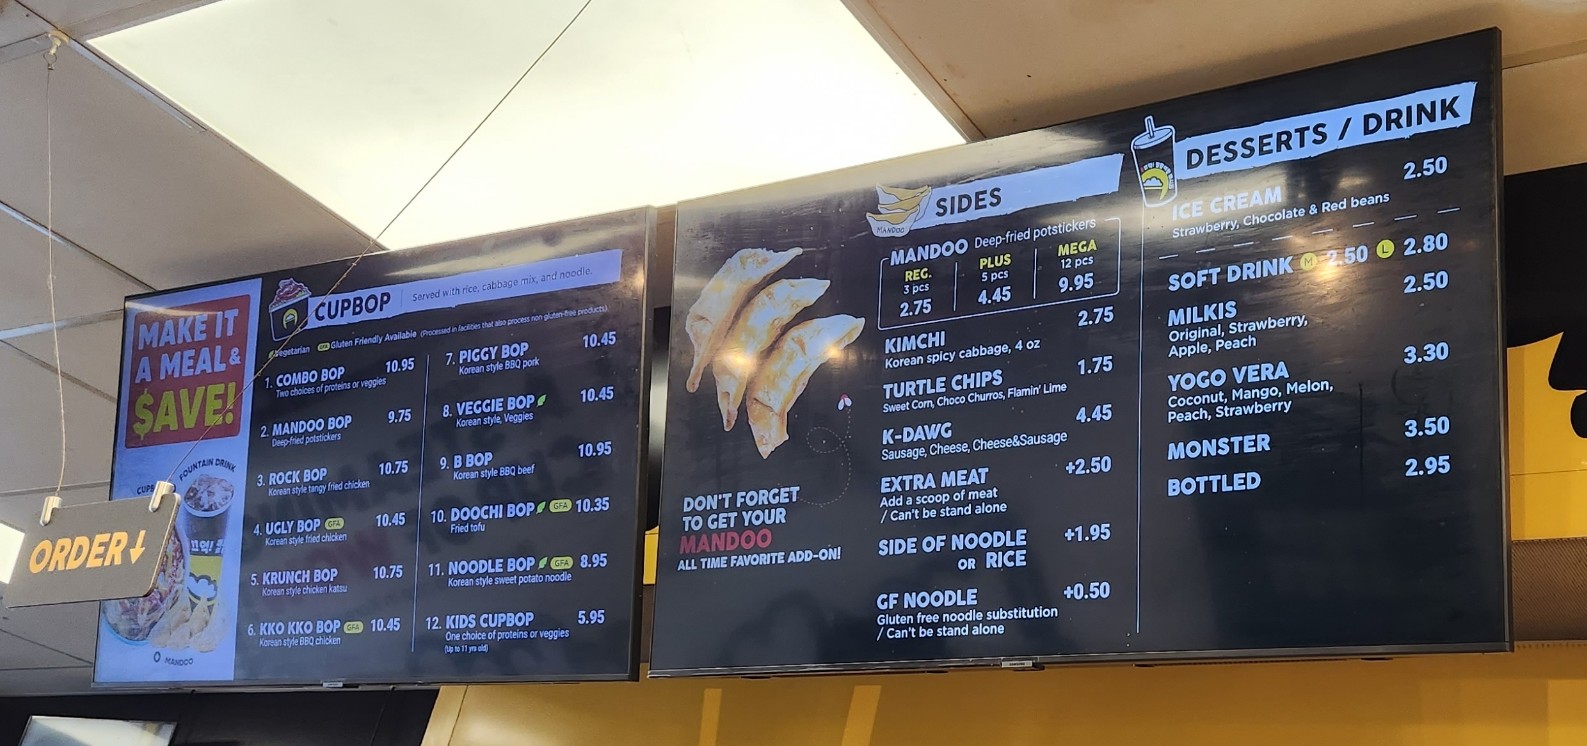 MAKE IT
A MEAL &
$AVE!
FOUNTAIN DRINK
MANDOO
ORDER↓
CUPBOP
Served with rice, cabbage mix, and noodle.
Vegetarian GFA Gluten Friendly Available (Processed in facilities that also process non gluten-free products).
1. COMBO BOP 10.95
Two choices of proteins or veggies
2. MANDOO BOP 9.75
Deep-fried potstickers
3. ROCK BOP 10.75
Korean style tangy fried chicken
4. UGLY BOP GFA 10.45
Korean style fried chicken
5. KRUNCH BOP 10.75
Korean style chicken katsu
6. KKO KKO BOP GFA 10.45
Korean style BBQ chicken
7. PIGGY BOP 10.45
Korean style BBQ pork
8. VEGGIE BOP 10.45
Korean style, Veggies
9. B BOP 10.95
Korean style BBQ beef
10. DOOCHI BOP GFA 10.35
Fried tofu
11. NOODLE BOP GFA 8.95
Korean style sweet potato noodle
12. KIDS CUPBOP 5.95
One choice of proteins or veggies
(Up to 11 yrs old)
DON'T FORGET
TO GET YOUR
MANDOO
ALL TIME FAVORITE ADD-ON!
MANDOO
SIDES
MANDOO Deep-fried potstickers
REG. PLUS MEGA
3 pcs 5 pcs 12 pcs
2.75 4.45 9.95
KIMCHI 2.75
Korean spicy cabbage, 4 oz
TURTLE CHIPS 1.75
Sweet Corn, Choco Churros, Flamin' Lime
K-DAWG 4.45
Sausage, Cheese, Cheese&Sausage
EXTRA MEAT +2.50
Add a scoop of meat
/ Can't be stand alone
SIDE OF NOODLE +1.95
OR RICE
GF NOODLE +0.50
Gluten free noodle substitution
/ Can't be stand alone
DESSERTS / DRINK
ICE CREAM 2.50
Strawberry, Chocolate & Red beans
SOFT DRINK M 2.50 L 2.80
MILKIS 2.50
Original, Strawberry,
Apple, Peach
YOGO VERA 3.30
Coconut, Mango, Melon,
Peach, Strawberry
MONSTER 3.50
BOTTLED 2.95